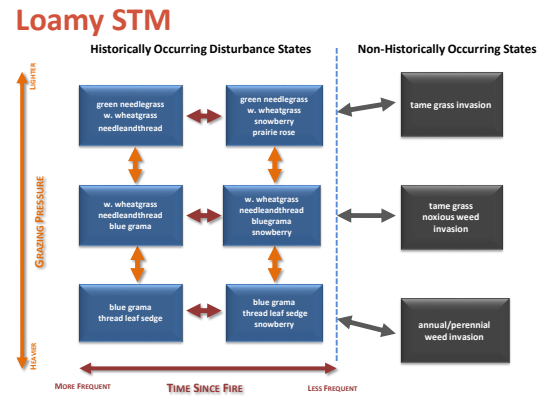 Loamy STM
Historically Occurring Disturbance States
Non-Historically Occurring States
LIGHTER
GRAZING PRESSURE
HEAVIER
green needlegrass
w. wheatgrass
needleandthread
green needlegrass
w. wheatgrass
snowberry
prairie rose
tame grass invasion
w. wheatgrass
needleandthread
blue grama
w. wheatgrass
needleandthread
bluegrama
snowberry
tame grass
noxious weed
invasion
blue grama
thread leaf sedge
blue grama
thread leaf sedge
snowberry
annual/perennial
weed invasion
MORE FREQUENT
TIME SINCE FIRE
LESS FREQUENT